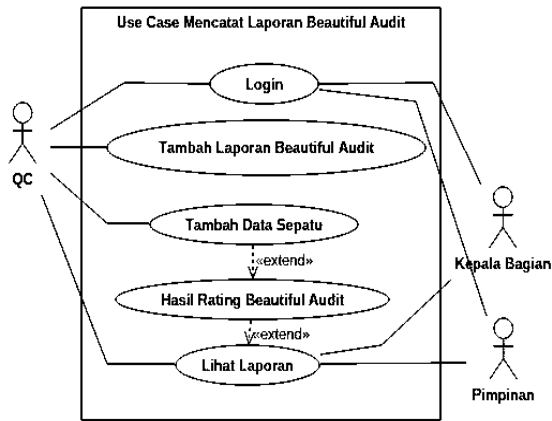 Use Case Mencatat Laporan Beautiful Audit
Login
Tambah Laporan Beautiful Audit
QC
Tambah Data Sepatu
«extend»
Kepala Bagian
Hasil Rating Beautiful Audit
«extend»
Lihat Laporan
Pimpinan